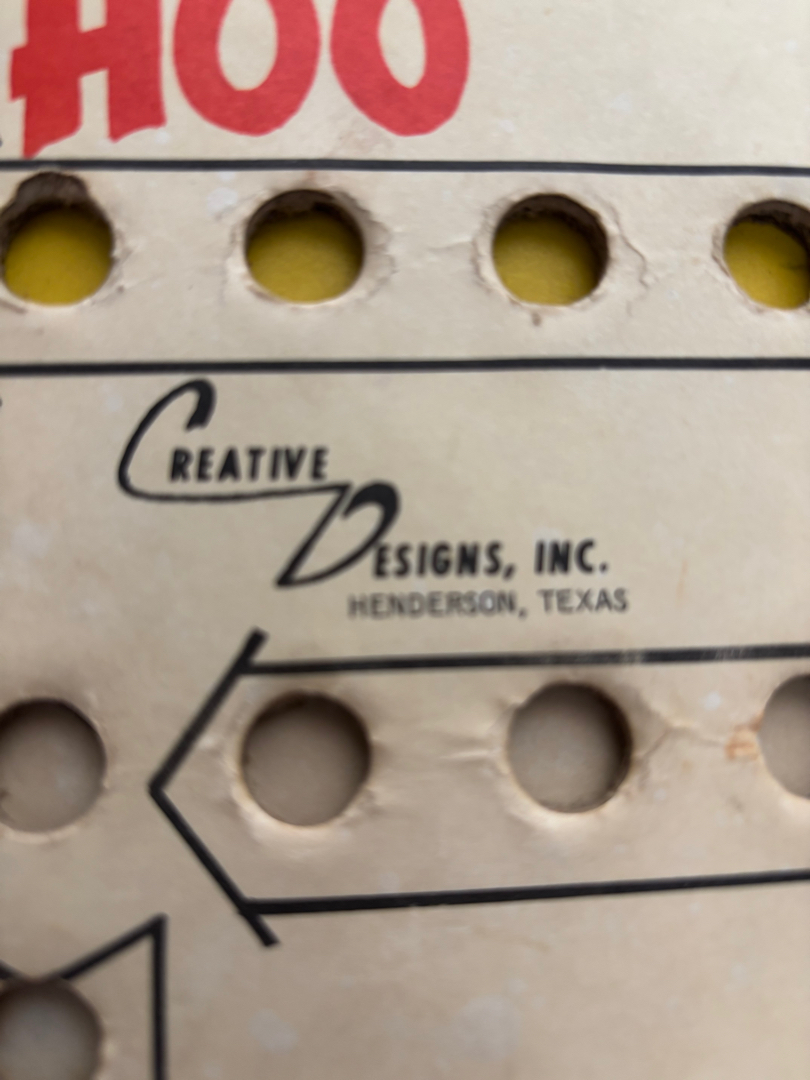 HOO
CREATIVE
DESIGNS, INC.
HENDERSON, TEXAS